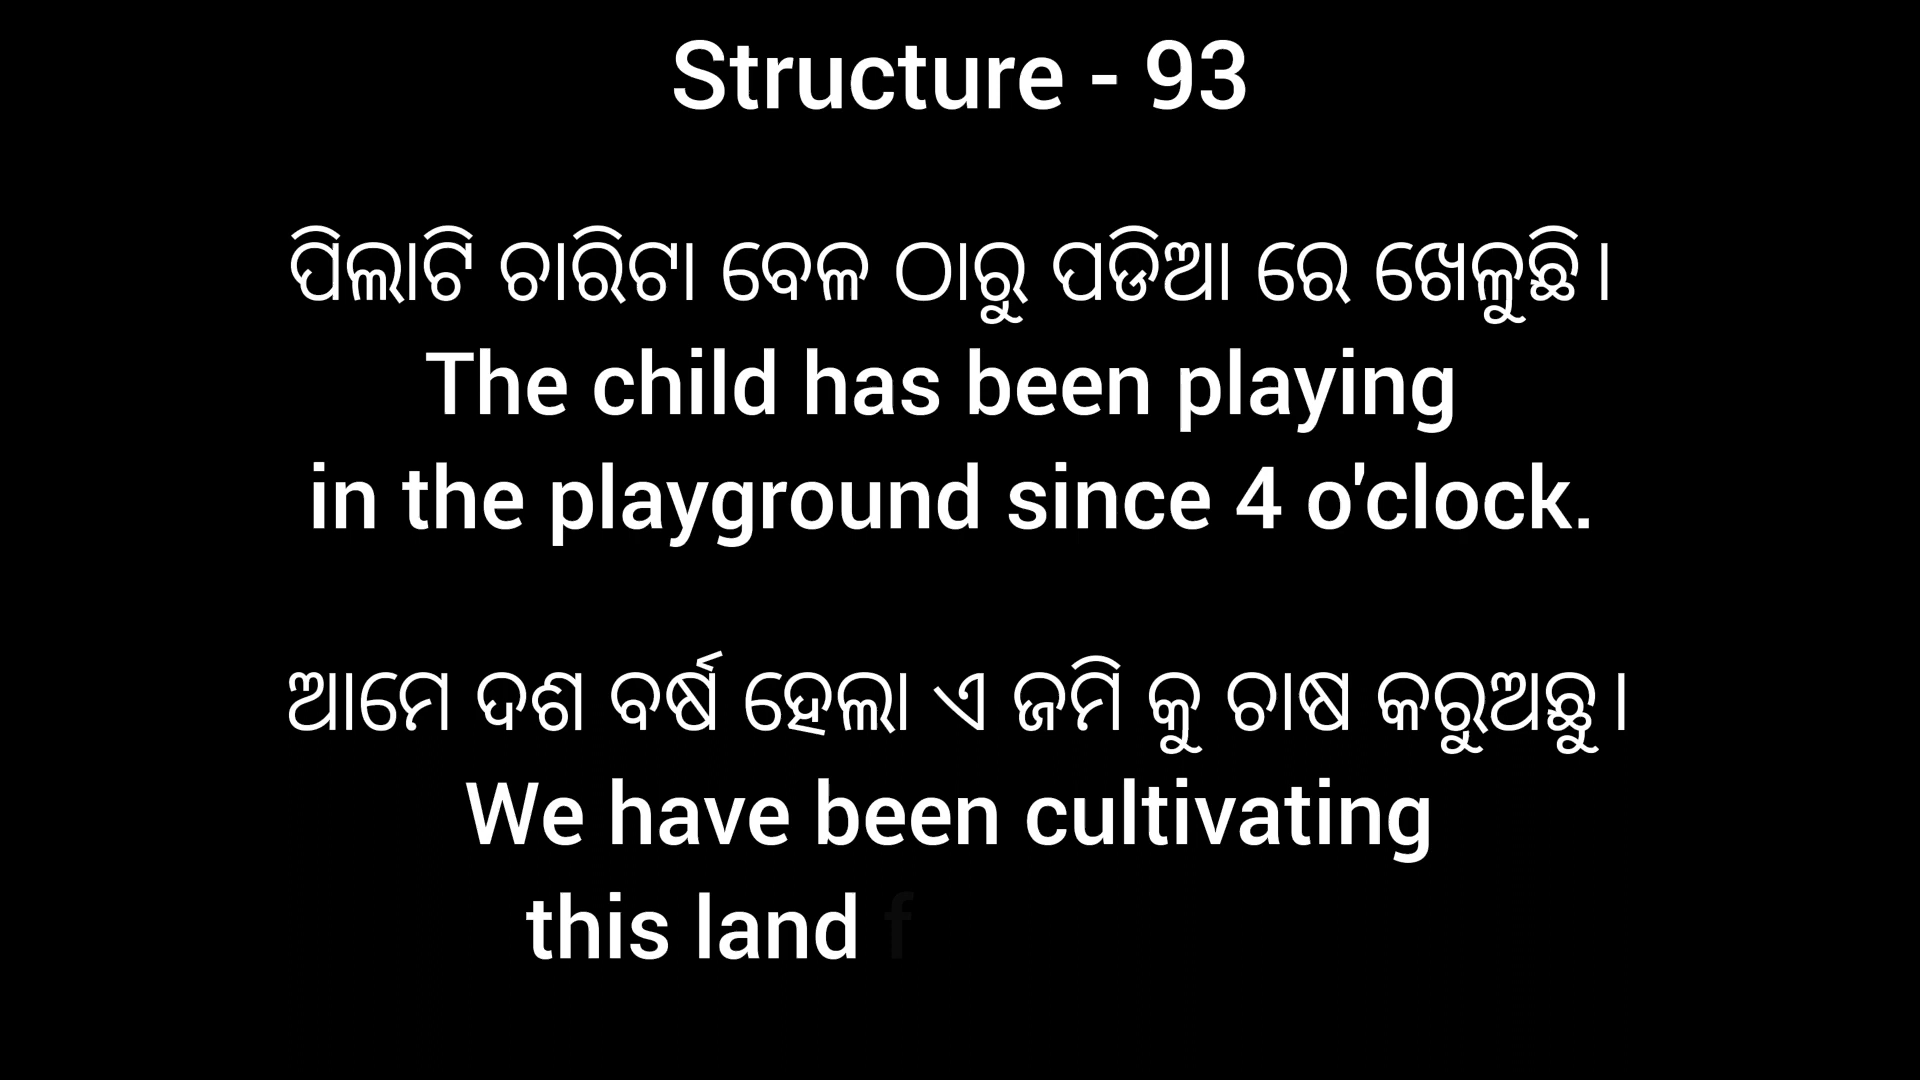 Structure - 93
ପିଲାଟି ଚାରିଟା ବେଳ ଠାରୁ ପଡିଆ ରେ ଖେଳୁଛି।
The child has been playing
in the playground since 4 o'clock.
ଆମେ ଦଶ ବର୍ଷ ହେଲା ଏ ଜମି କୁ ଚାଷ କରୁଅଛୁ।
We have been cultivating
this land f